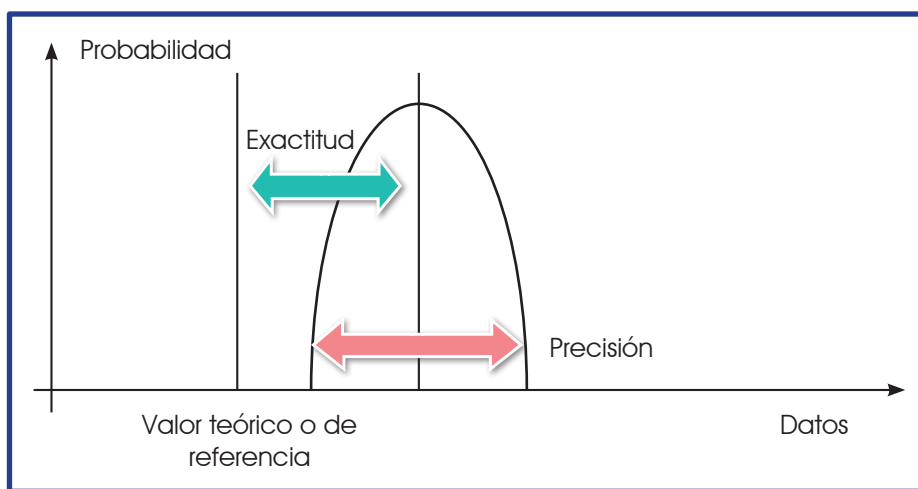 Probabilidad
Exactitud
Precisión
Valor teórico o de
referencia
Datos